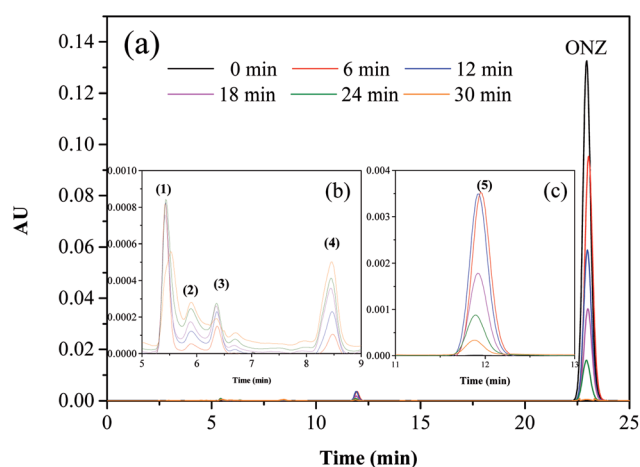 (a)
ONZ
0 min 6 min 12 min
18 min 24 min 30 min
0.14
0.12
0.10
0.08
0.06
0.04
0.02
0.00
AU
0 5 10 15 20 25
Time (min)
(b)
(1)
(2)
(3)
(4)
0.0010
0.0008
0.0006
0.0004
0.0002
0.0000
5 6 7 8 9
Time (min)
(c)
(5)
0.004
0.003
0.002
0.001
0.000
11 12 13
Time (min)